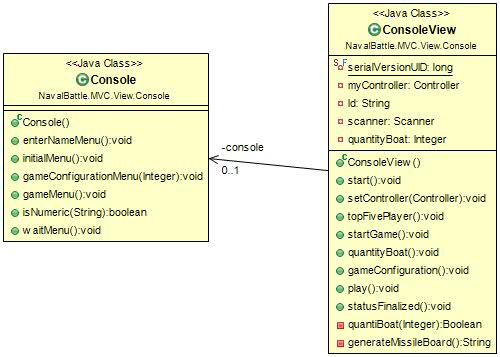 <<Java Class>>
Console
NavalBattle.MVC.View.Console
Console()
enterNameMenu():void
initialMenu():void
gameConfigurationMenu(Integer):void
gameMenu():void
isNumeric(String):boolean
waitMenu():void
-console
0..1
<<Java Class>>
ConsoleView
NavalBattle.MVC.View.Console
serialVersionUID: long
myController: Controller
Id: String
scanner: Scanner
quantityBoat: Integer
ConsoleView()
start():void
setController(Controller):void
topFivePlayer():void
startGame():void
quantityBoat():void
gameConfiguration():void
play():void
statusFinalized():void
quantiBoat(Integer):Boolean
generateMissileBoard():String